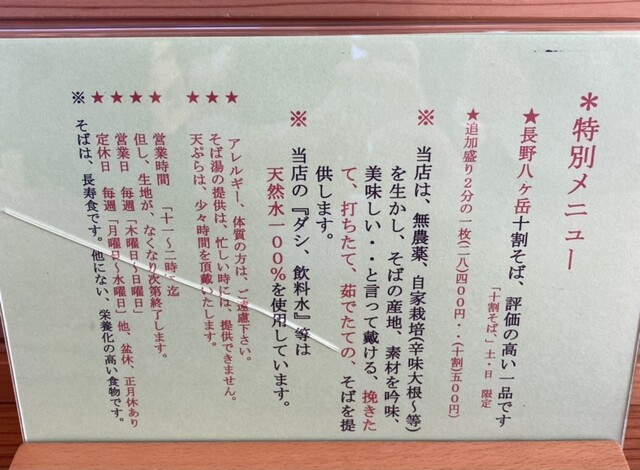 ＊特別メニュー
★長野八ヶ岳十割そば、評価の高い一品です
「十割そば、」土・日 限定
★追加盛り２分の一枚(二八)四〇〇円・・(十割)五〇〇円)
※ 当店は、無農薬、自家栽培(辛味大根～等)
を生かし、そばの産地、素材を吟味、
美味しい・・と言って戴ける、挽きた
て、打ちたて、茹でたての、そばを提
供します。
※ 当店の『ダシ、飲料水』等は
天然水一〇〇%を使用しています。
★ アレルギー、体質の方は、ご遠慮下さい。
★ そば湯の提供は、忙しい時には、提供できません。
★ 天ぷらは、少々時間を頂戴いたします。
★ 営業時間 「十一～二時」迄
★ 但し、生地が、なくなり次第終了します。
★ 営業日 毎週「木曜日～日曜日」
★ 定休日 毎週「月曜日～水曜日」他、盆休、正月休あり
※ そばは、長寿食です。他にない、栄養化の高い食物です。